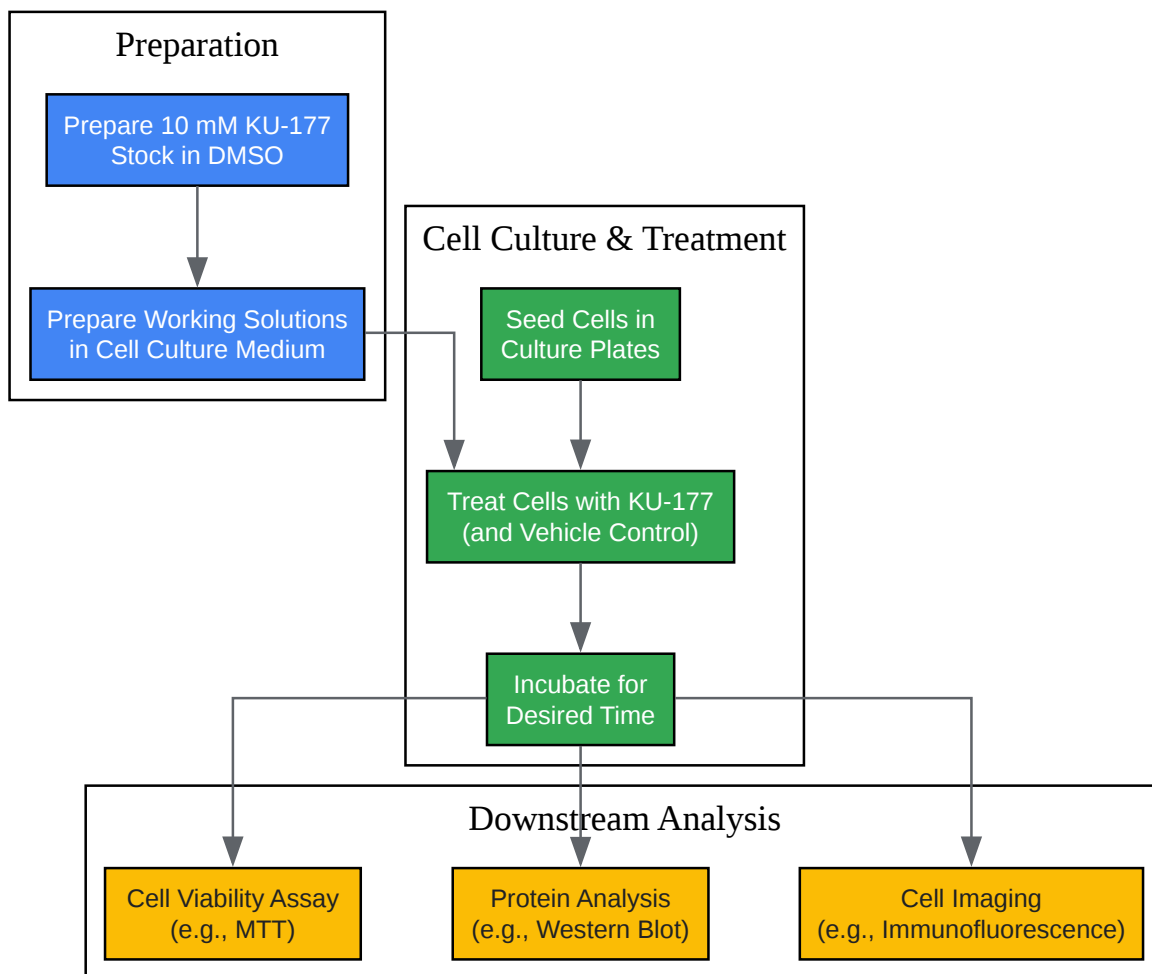 Preparation
Prepare 10 mM KU-177
Stock in DMSO
Prepare Working Solutions
in Cell Culture Medium
Cell Culture & Treatment
Seed Cells in
Culture Plates
Treat Cells with KU-177
(and Vehicle Control)
Incubate for
Desired Time
Downstream Analysis
Cell Viability Assay
(e.g., MTT)
Protein Analysis
(e.g., Western Blot)
Cell Imaging
(e.g., Immunofluorescence)